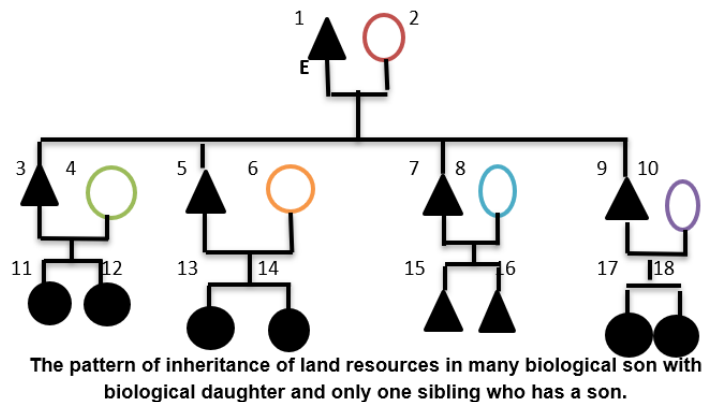 1 2
E
3 4 5 6 7 8 9 10
11 12 13 14 15 16 17 18
The pattern of inheritance of land resources in many biological son with
biological daughter and only one sibling who has a son.